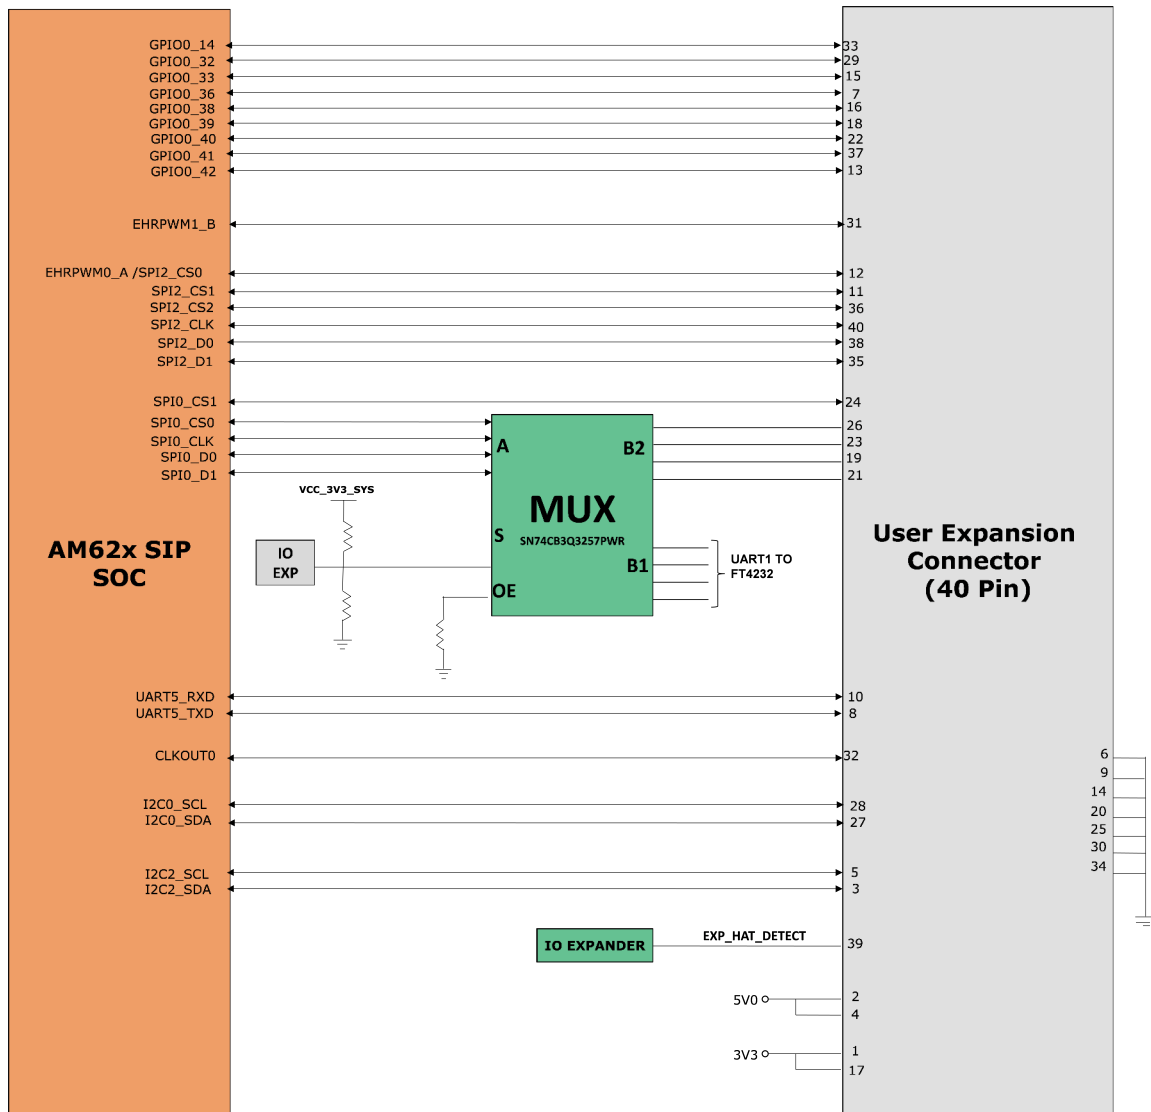 GPIO0_14 33
GPIO0_32 29
GPIO0_33 15
GPIO0_36 7
GPIO0_38 16
GPIO0_39 18
GPIO0_40 22
GPIO0_41 37
GPIO0_42 13
EHRPWM1_B 31
EHRPWM0_A /SPI2_CS0 12
SPI2_CS1 11
SPI2_CS2 36
SPI2_CLK 40
SPI2_D0 38
SPI2_D1 35
SPI0_CS1 24
SPI0_CS0 26
SPI0_CLK 23
SPI0_D0 19
SPI0_D1 21
A
B2
MUX
SN74CB3Q3257PWR
S
B1
OE
VCC_3V3_SYS
IO
EXP
UART1 TO
FT4232
AM62x SIP
SOC
User Expansion
Connector
(40 Pin)
UART5_RXD 10
UART5_TXD 8
CLKOUT0 32
I2C0_SCL 28
I2C0_SDA 27
I2C2_SCL 5
I2C2_SDA 3
6
9
14
20
25
30
34
IO EXPANDER EXP_HAT_DETECT 39
5V0 2
4
3V3 1
17